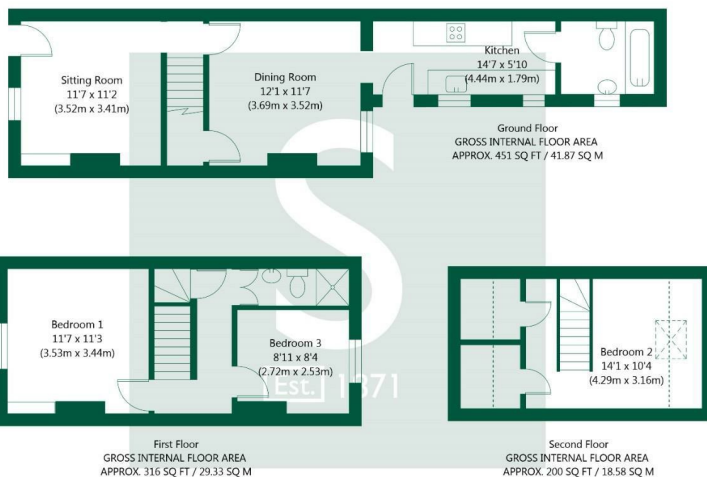 Sitting Room
11'7 x 11'2
(3.52m x 3.41m)
Dining Room
12'1 x 11'7
(3.69m x 3.52m)
Kitchen
14'7 x 5'10
(4.44m x 1.79m)
Ground Floor
GROSS INTERNAL FLOOR AREA
APPROX. 451 SQ FT / 41.87 SQ M
S
Est. 1871
Bedroom 1
11'7 x 11'3
(3.53m x 3.44m)
Bedroom 3
8'11 x 8'4
(2.72m x 2.53m)
First Floor
GROSS INTERNAL FLOOR AREA
APPROX. 316 SQ FT / 29.33 SQ M
Bedroom 2
14'1 x 10'4
(4.29m x 3.16m)
Second Floor
GROSS INTERNAL FLOOR AREA
APPROX. 200 SQ FT / 18.58 SQ M